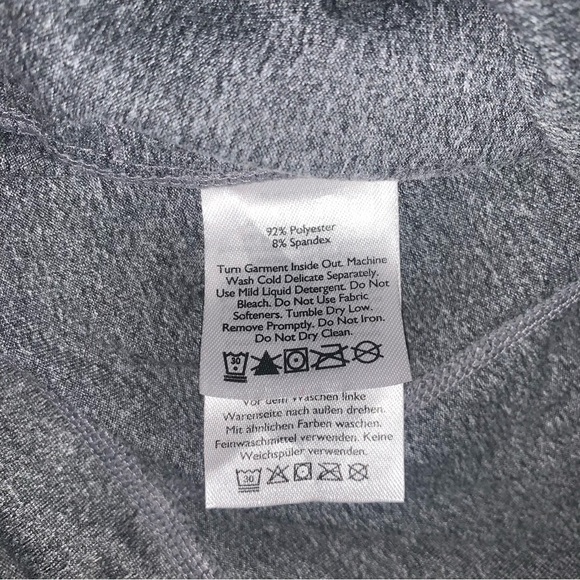 92% Polyester
8% Spandex
Turn Garment Inside Out. Machine
Wash Cold Delicate Separately.
Use Mild Liquid Detergent. Do Not
Bleach. Do Not Use Fabric
Softeners. Tumble Dry Low.
Remove Promptly. Do Not Iron.
Do Not Dry Clean.
30
Vor dem Waschen linke
Warenseite nach außen drehen.
Mit ähnlichen Farben waschen.
Feinwaschmittel verwenden. Keine
Weichspüler verwenden.
30